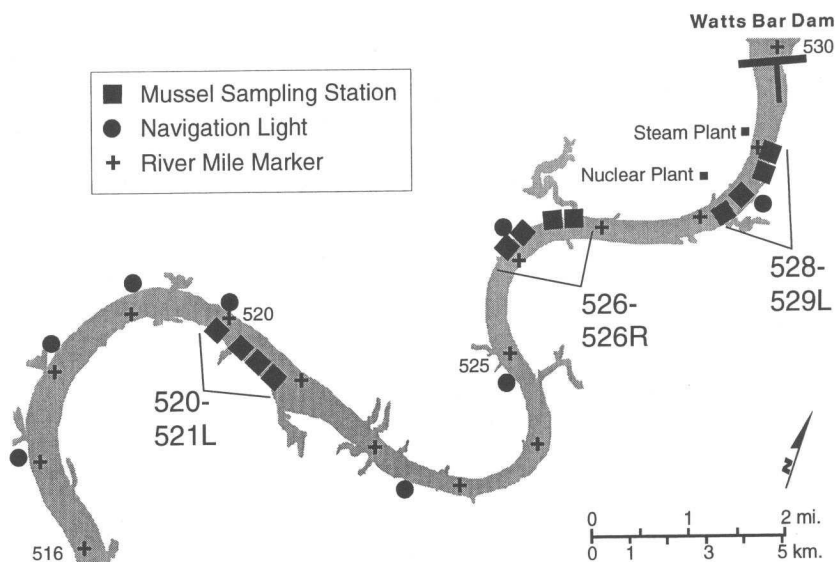 Watts Bar Dam
530
Mussel Sampling Station
Navigation Light
River Mile Marker
Steam Plant
Nuclear Plant
528-
529L
526-
526R
520
525
520-
521L
516
N
0 1 2 mi.
0 1 3 5 km.